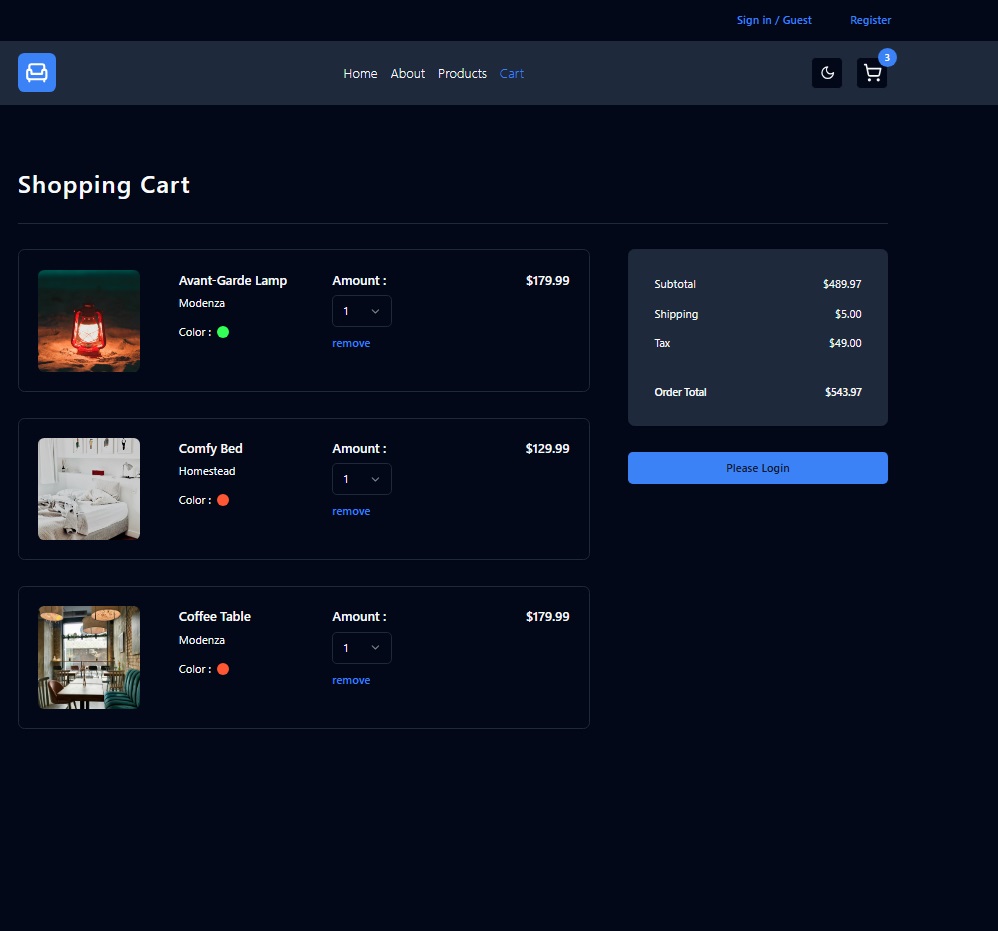 Sign in / Guest Register
Home About Products Cart 3
Shopping Cart
Avant-Garde Lamp Amount : $179.99
Modenza 1
Color :
remove
Comfy Bed Amount : $129.99
Homestead 1
Color :
remove
Coffee Table Amount : $179.99
Modenza 1
Color :
remove
Subtotal $489.97
Shipping $5.00
Tax $49.00
Order Total $543.97
Please Login